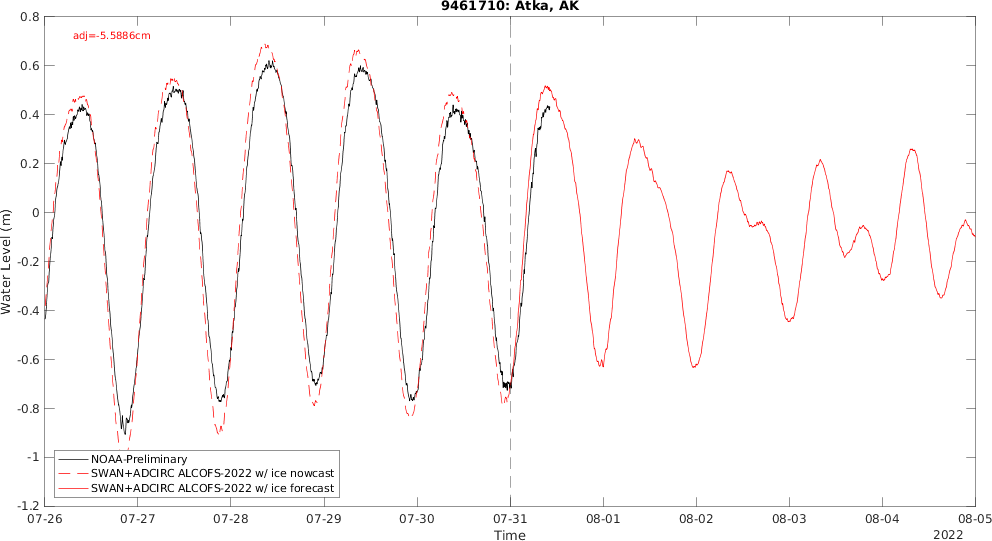 9461710: Atka, AK
adj=-5.5886cm
0.8
0.6
0.4
0.2
0
-0.2
-0.4
-0.6
-0.8
-1
-1.2
Water Level (m)
NOAA-Preliminary
SWAN+ADCIRC ALCOFS-2022 w/ ice nowcast
SWAN+ADCIRC ALCOFS-2022 w/ ice forecast
07-26 07-27 07-28 07-29 07-30 07-31 08-01 08-02 08-03 08-04 08-05
Time
2022